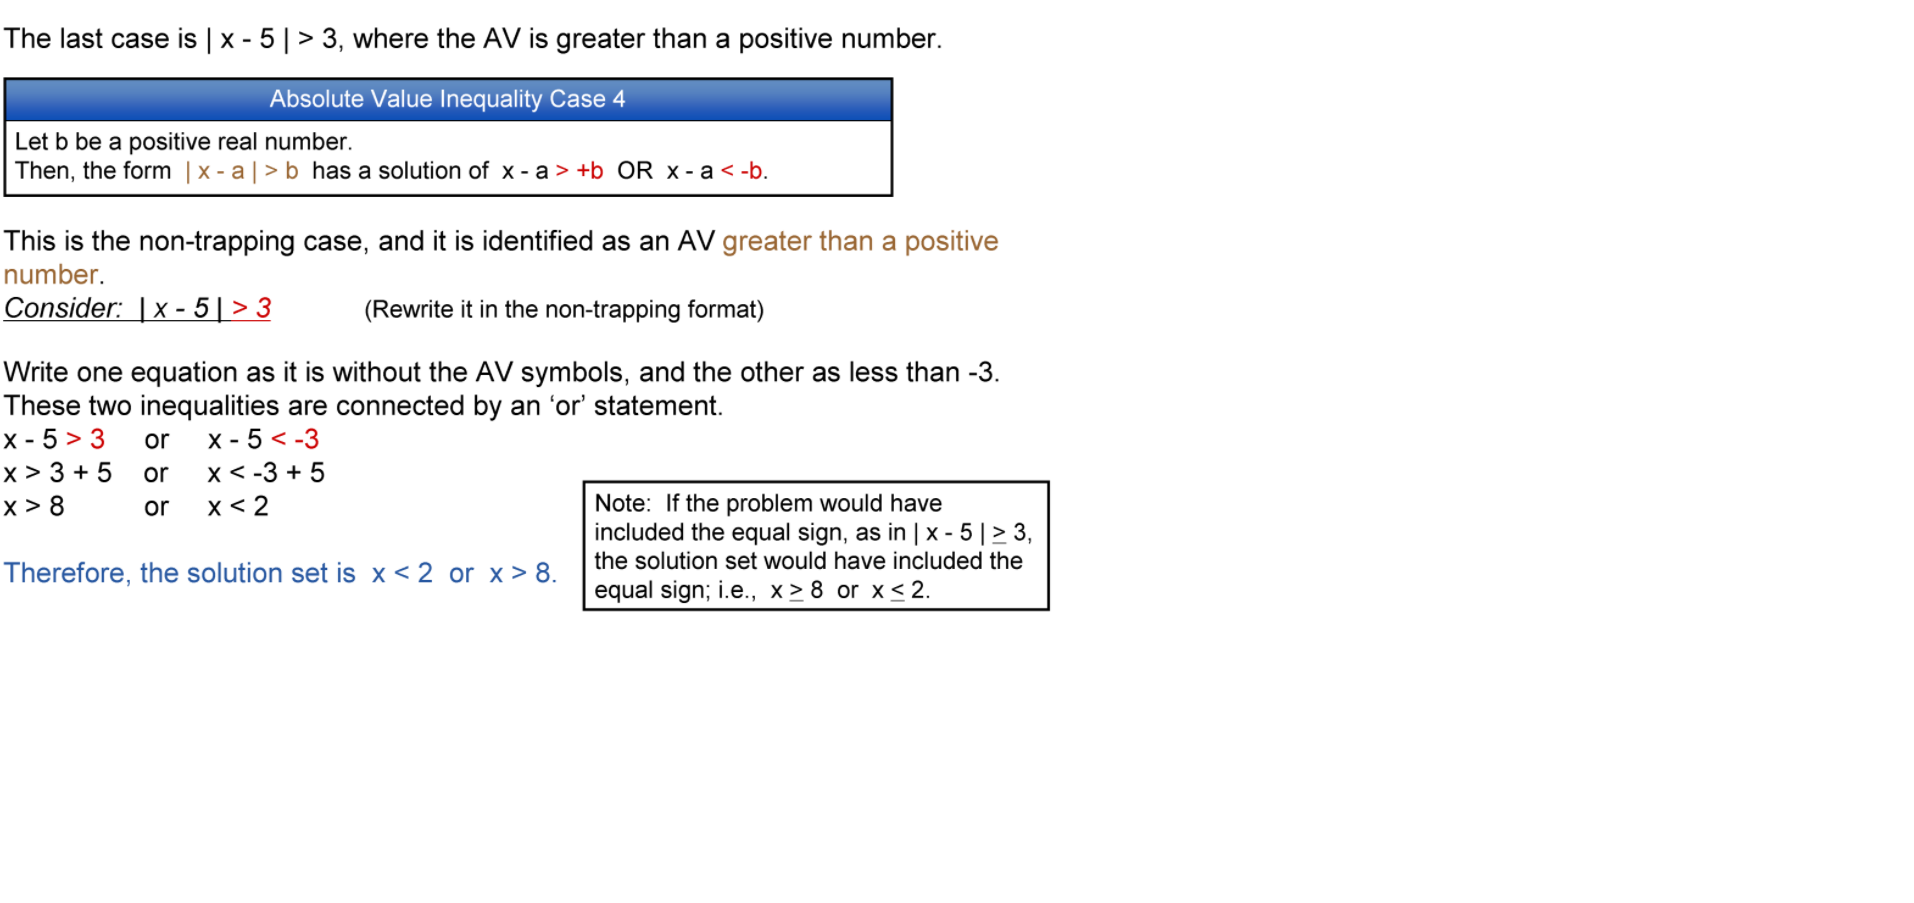 The last case is | x - 5 | > 3, where the AV is greater than a positive number.
Absolute Value Inequality Case 4
Let b be a positive real number.
Then, the form | x - a | > b has a solution of x - a > +b OR x - a < -b.
This is the non-trapping case, and it is identified as an AV greater than a positive
number.
Consider: | x - 5 | > 3 (Rewrite it in the non-trapping format)
Write one equation as it is without the AV symbols, and the other as less than -3.
These two inequalities are connected by an ‘or’ statement.
x - 5 > 3 or x - 5 < -3
x > 3 + 5 or x < -3 + 5
x > 8 or x < 2
Therefore, the solution set is x < 2 or x > 8.
Note: If the problem would have
included the equal sign, as in | x - 5 | ≥ 3,
the solution set would have included the
equal sign; i.e., x ≥ 8 or x ≤ 2.